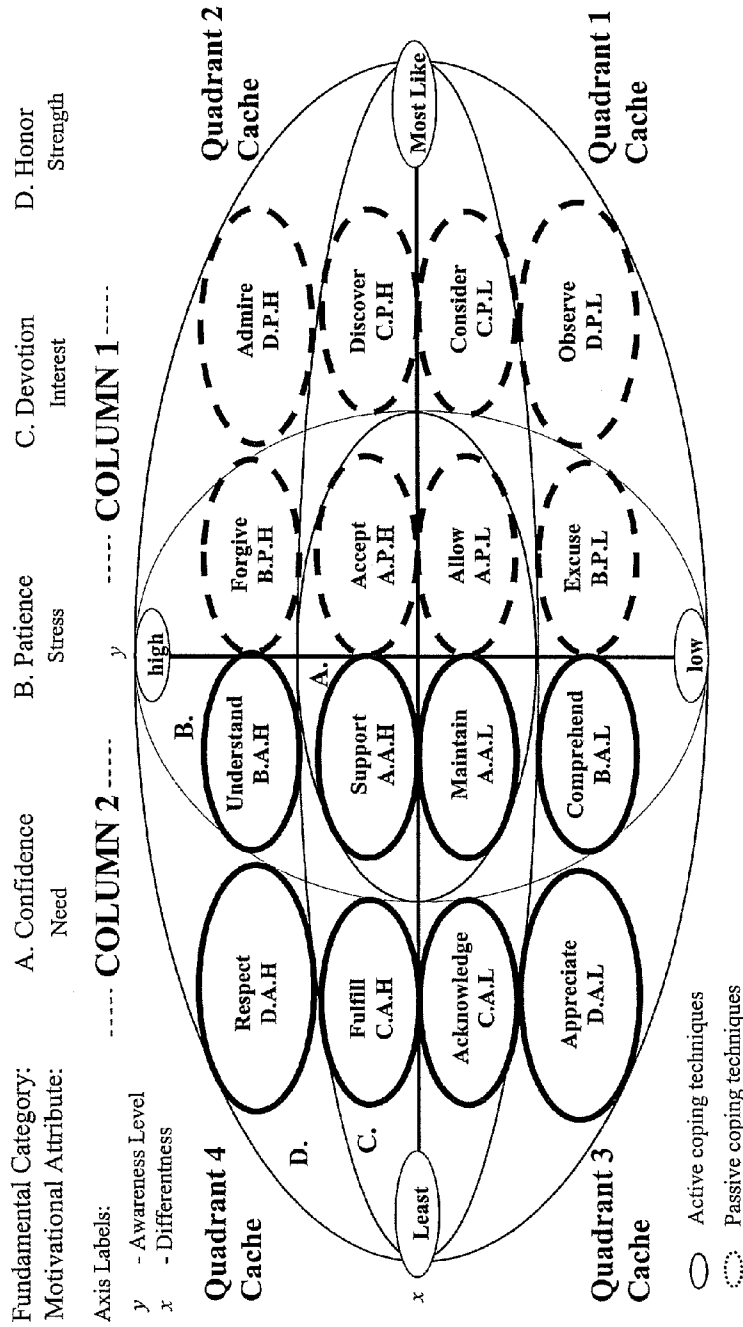 Fundamental Category: A. Confidence B. Patience C. Devotion D. Honor
Motivational Attribute: Need Stress Interest Strength
Axis Labels: ----- COLUMN 2 ----- y ----- COLUMN 1 -----
y - Awareness Level
x - Differentness
high
Quadrant 4
Cache
Quadrant 2
Cache
D.
B.
Respect
D.A.H
Understand
B.A.H
Forgive
B.P.H
Admire
D.P.H
C.
A.
Fulfill
C.A.H
Support
A.A.H
Accept
A.P.H
Discover
C.P.H
x
Least
Most Like
Acknowledge
C.A.L
Maintain
A.A.L
Allow
A.P.L
Consider
C.P.L
Appreciate
D.A.L
Comprehend
B.A.L
Excuse
B.P.L
Observe
D.P.L
Quadrant 3
Cache
Quadrant 1
Cache
low
Active coping techniques
Passive coping techniques